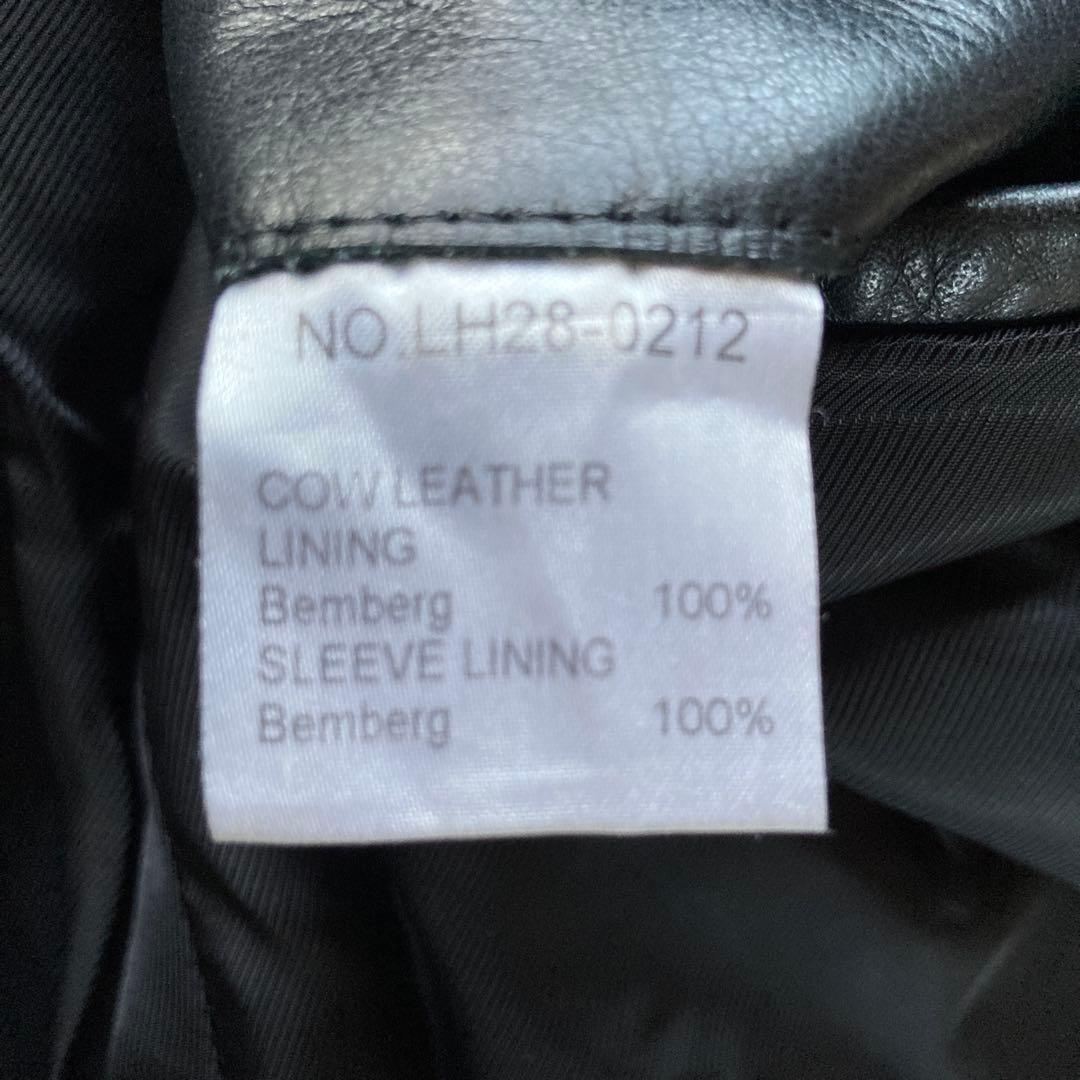 NO.LH28-0212
COW LEATHER
LINING
Bemberg 100%
SLEEVE LINING
Bemberg 100%